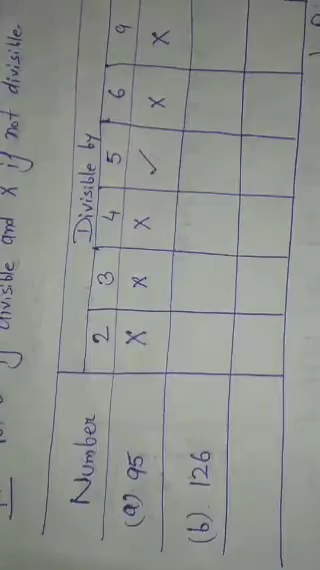 divisible and × if not divisible.
Number Divisible by
2 3 4 5 6 9
(a) 95 × × × ✓ × ×
(b) 126